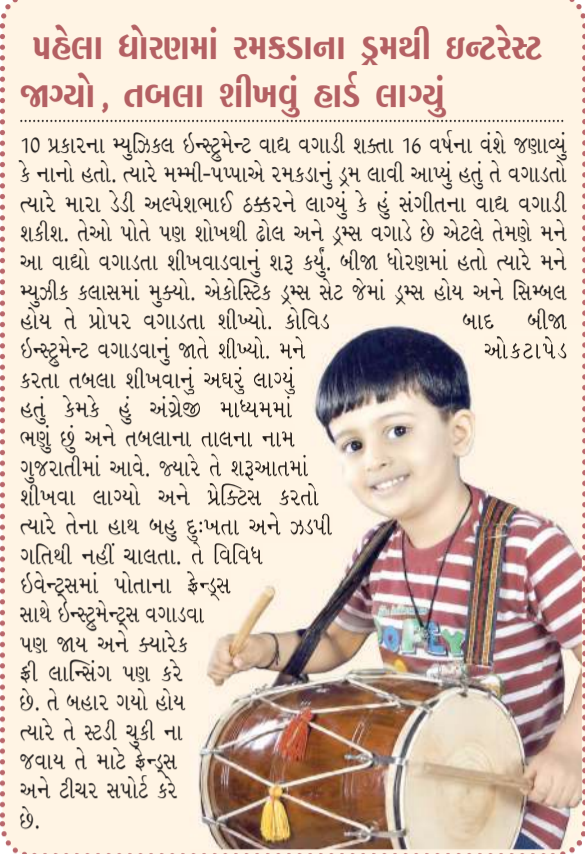 પહેલા ધોરણમાં રમકડાના ડ્રમથી ઇન્ટરેસ્ટ
જાગ્યો, તબલા શીખવું હાર્ડ લાગ્યું
10 પ્રકારના મ્યુઝિકલ ઇન્સ્ટ્રુમેન્ટ વાદ્ય વગાડી શક્તા 16 વર્ષના વંશે જણાવ્યું
કે નાનો હતો. ત્યારે મમ્મી-પપ્પાએ રમકડાનું ડ્રમ લાવી આપ્યું હતું તે વગાડતો
ત્યારે મારા ડેડી અલ્પેશભાઈ ઠક્કરને લાગ્યું કે હું સંગીતના વાદ્ય વગાડી
શકીશ. તેઓ પોતે પણ શોખથી ઢોલ અને ડ્રમ્સ વગાડે છે એટલે તેમણે મને
આ વાદ્યો વગાડતા શીખવાડવાનું શરૂ કર્યું. બીજા ધોરણમાં હતો ત્યારે મને
મ્યુઝીક ક્લાસમાં મુક્યો. એકોસ્ટિક ડ્રમ્સ સેટ જેમાં ડ્રમ્સ હોય અને સિમ્બલ
હોય તે પ્રોપર વગાડતા શીખ્યો. કોવિડ બાદ બીજા
ઇન્સ્ટ્રુમેન્ટ વગાડવાનું જાતે શીખ્યો. મને ઓકટાપેડ
કરતા તબલા શીખવાનું અઘરું લાગ્યું
હતું કેમકે હું અંગ્રેજી માધ્યમમાં
ભણું છું અને તબલાના તાલના નામ
ગુજરાતીમાં આવે. જ્યારે તે શરૂઆતમાં
શીખવા લાગ્યો અને પ્રેક્ટિસ કરતો
ત્યારે તેના હાથ બહુ દુઃખતા અને ઝડપી
ગતિથી નહીં ચાલતા. તે વિવિધ
ઇવેન્ટ્સમાં પોતાના ફ્રેન્ડ્સ
સાથે ઇન્સ્ટ્રુમેન્ટ્સ વગાડવા
પણ જાય અને ક્યારેક
ફ્રી લાન્સિંગ પણ કરે
છે. તે બહાર ગયો હોય
ત્યારે તે સ્ટડી ચુકી ના
જવાય તે માટે ફ્રેન્ડ્સ
અને ટીચર સપોર્ટ કરે
છે.